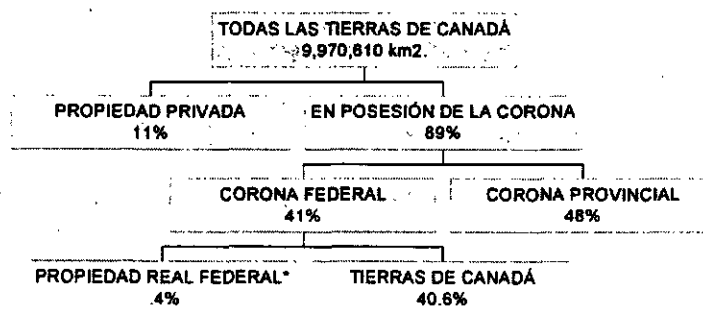 TODAS LAS TIERRAS DE CANADÁ
9,970,610 km2.
PROPIEDAD PRIVADA
11%
EN POSESIÓN DE LA CORONA
89%
CORONA FEDERAL
41%
CORONA PROVINCIAL
48%
PROPIEDAD REAL FEDERAL*
.4%
TIERRAS DE CANADÁ
40.6%